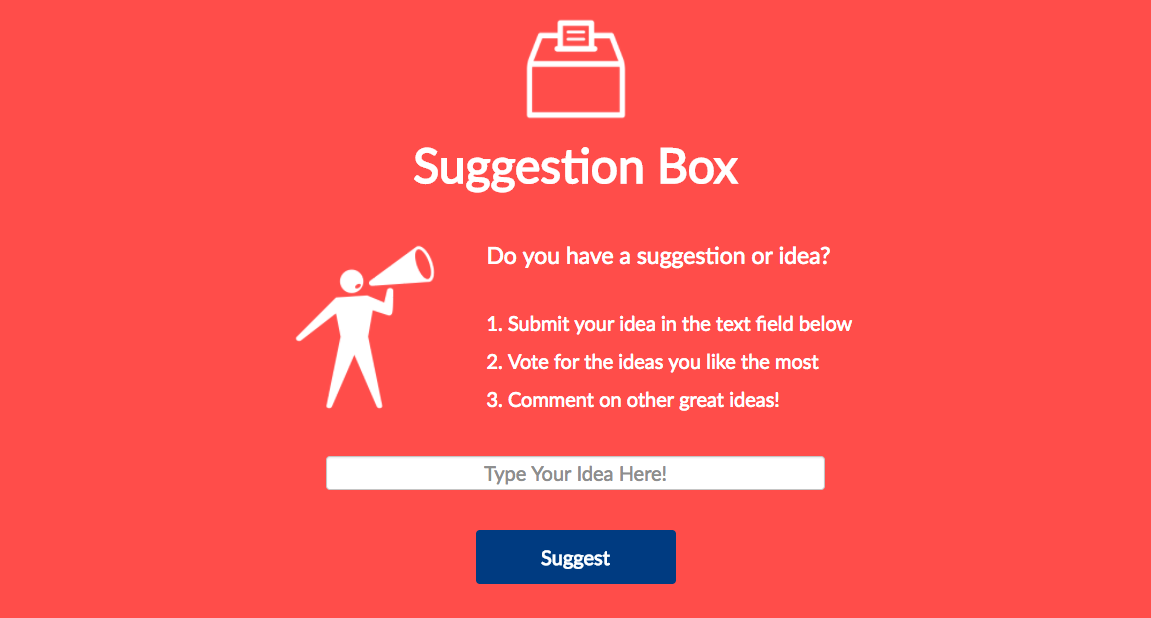 Suggestion Box
Do you have a suggestion or idea?
1. Submit your idea in the text field below
2. Vote for the ideas you like the most
3. Comment on other great ideas!
Type Your Idea Here!
Suggest